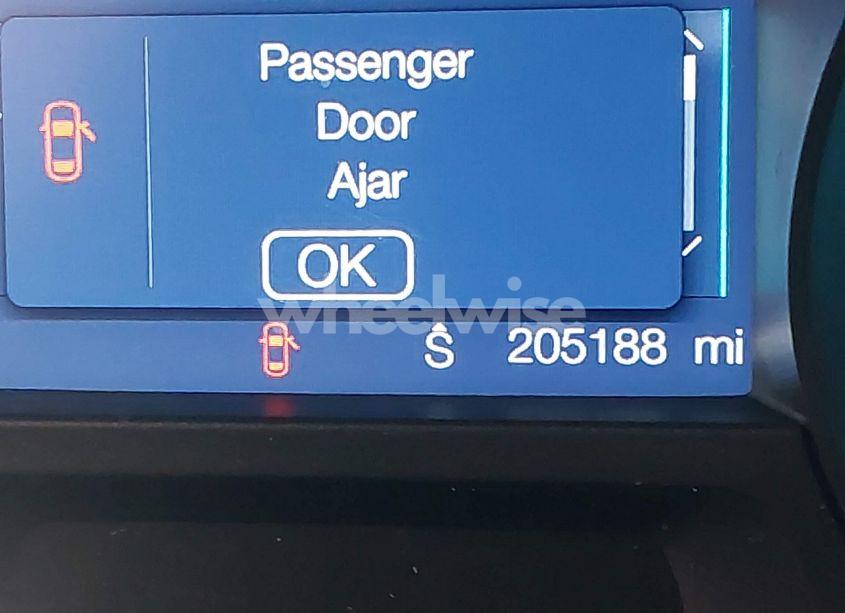 Passenger
Door
Ajar
OK
wheelwise
S 205188 mi